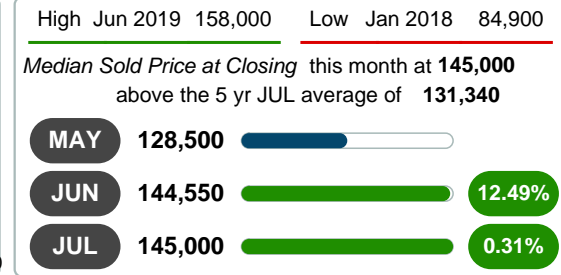 High Jun 2019 158,000 Low Jan 2018 84,900
Median Sold Price at Closing this month at 145,000
above the 5 yr JUL average of 131,340
MAY 128,500
JUN 144,550 12.49%
JUL 145,000 0.31%